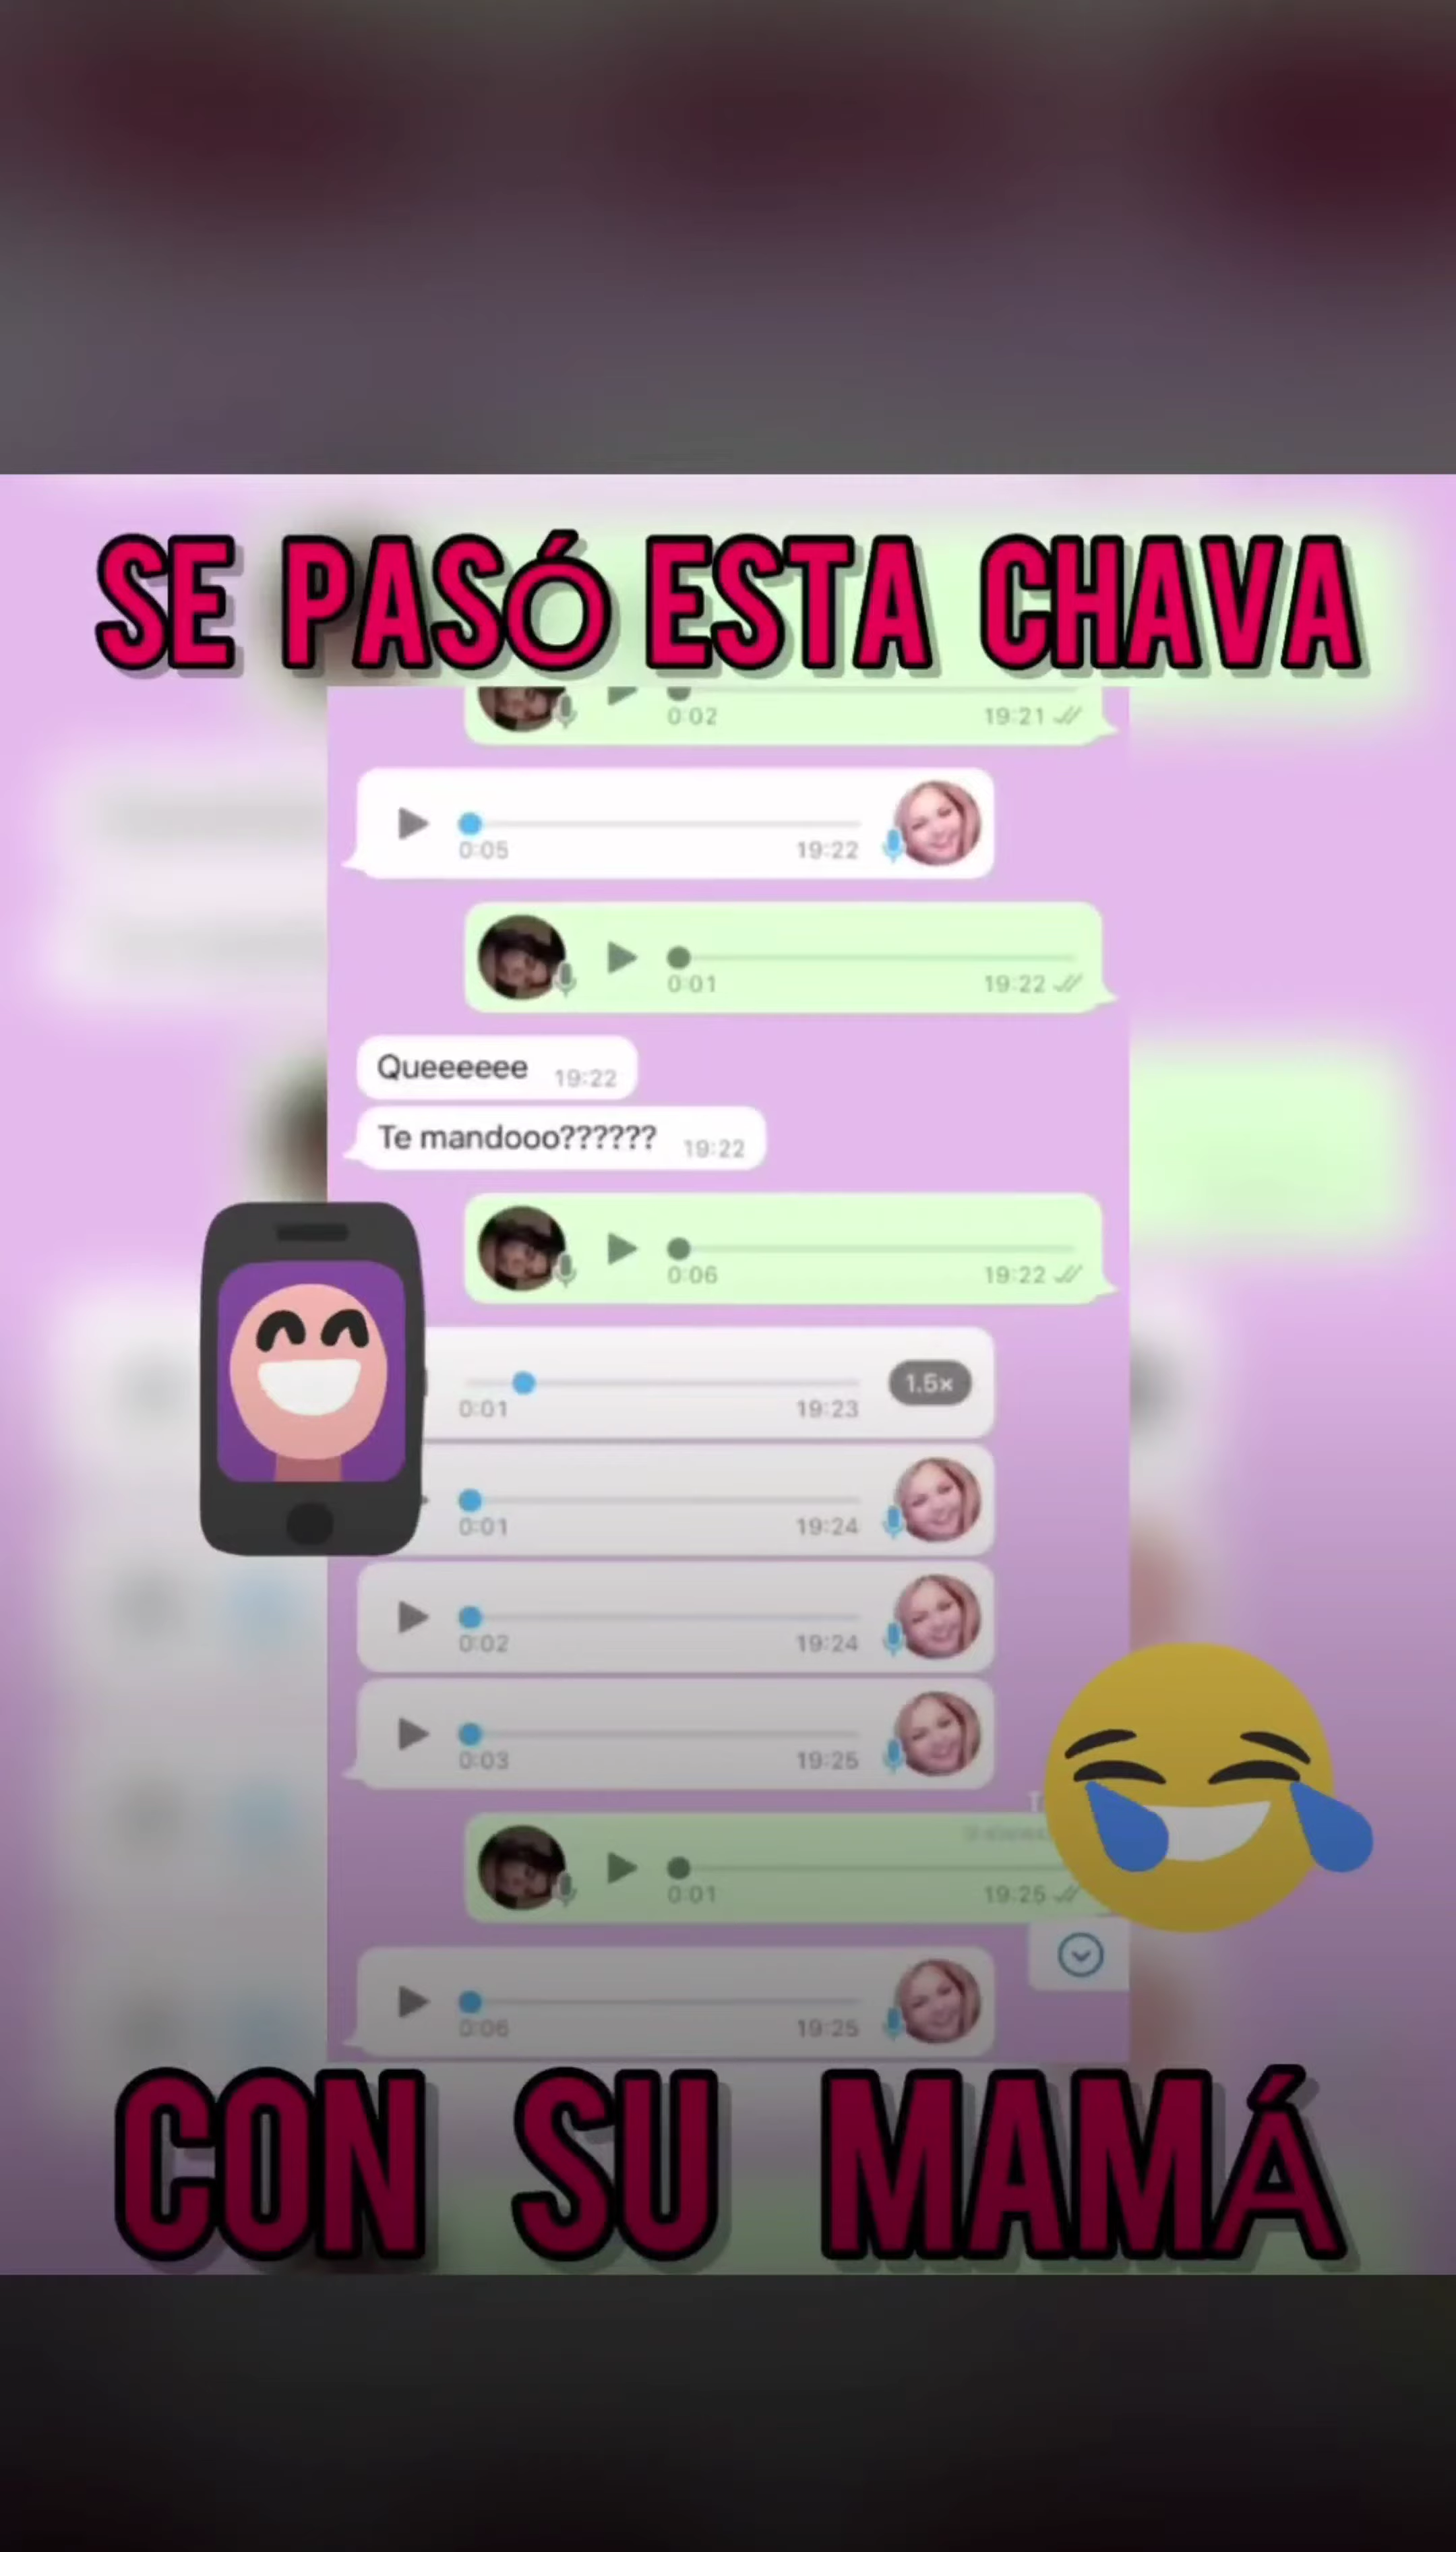 SE PASÓ ESTA CHAVA
0:02 19:21
0:05 19:22
0:01 19:22
Queeeeee 19:22
Te mandooo?????? 19:22
0:06 19:22
0:01 19:23 1.5×
0:01 19:24
0:02 19:24
0:03 19:25
0:01 19:25
0:06 19:25
CON SU MAMÁ